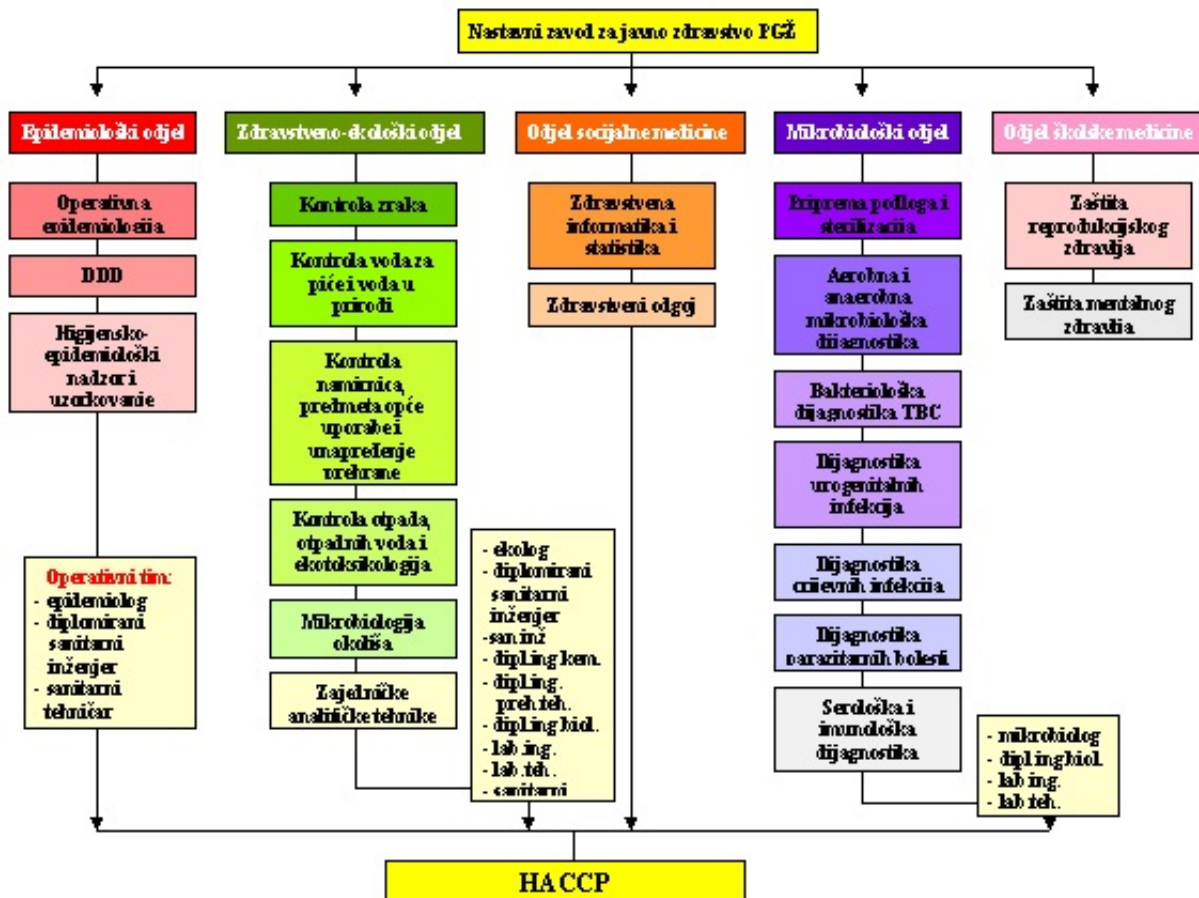 Nastavni zavod za javno zdravstvo PGŽ
Epidemiološki odjel
Operativna
epidemiologija
DDD
Higijensko-
epidemiološki
nadzor i
uzorkovanje
Operativni tim:
- epidemiolog
- diplomirani
sanitarni
inženjer
- sanitarni
tehničar
Zdravstveno-ekološki odjel
Kontrola zraka
Kontrola voda za
piće i voda u
prirodi
Kontrola
namirnica,
predmeta opće
uporabe i
unapređenje
prehrane
Kontrola otpada,
otpadnih voda i
ekotoksikologija
Mikrobiologija
okoliša
Zajedničke
analitičke tehnike
- ekolog
- diplomirani
sanitarni
inženjer
-san.inž
- dipl.ing kem.
- dipl.ing.
preh.teh.
- dipl.ing.biol.
- lab.ing.
- lab.teh.
- sanitarni
Odjel socijalne medicine
Zdravstvena
informatika i
statistika
Zdravstveni odgoj
Mikrobiološki odjel
Priprema podloga i
sterilizacija
Aerobna i
anaerobna
mikrobiološka
dijagnostika
Bakteriološka
dijagnostika TBC
Dijagnostika
urogenitalnih
infekcija
Dijagnostika
crijevnih infekcija
Dijagnostika
parazitarnih bolesti
Serološka i
imunološka
dijagnostika
- mikrobiolog
- dipl.ing.biol.
- lab.ing.
- lab.teh.
Odjel školske medicine
Zaštita
reprodukcijskog
zdravlja
Zaštita mentalnog
zdravlja
HACCP